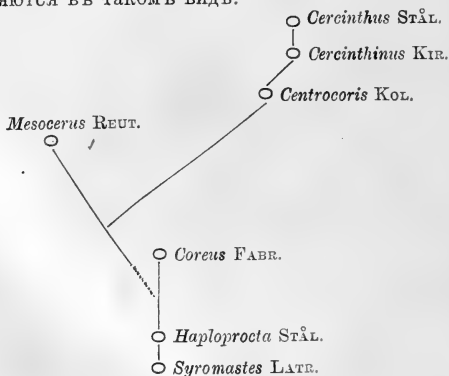 ются въ такомъ видѣ:
Cercinthus Stål.
Cercinthinus Kir.
Centrocoris Kol.
Mesocerus Reut.
Coreus Fabr.
Haploprocta Stål.
Syromastes Latr.